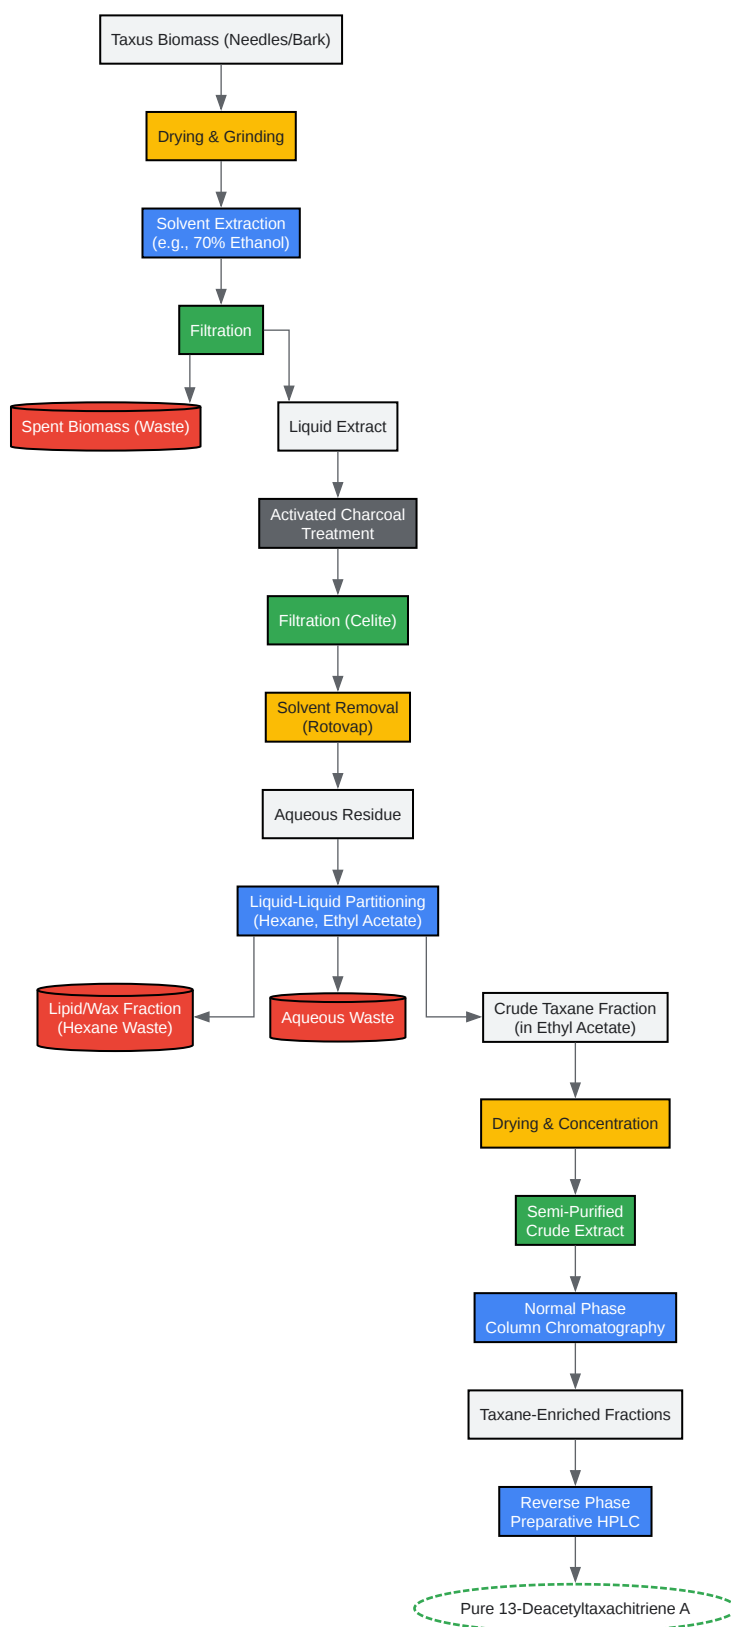 Taxus Biomass (Needles/Bark)
Drying & Grinding
Solvent Extraction
(e.g., 70% Ethanol)
Filtration
Spent Biomass (Waste)
Liquid Extract
Activated Charcoal
Treatment
Filtration (Celite)
Solvent Removal
(Rotovap)
Aqueous Residue
Liquid-Liquid Partitioning
(Hexane, Ethyl Acetate)
Lipid/Wax Fraction
(Hexane Waste)
Aqueous Waste
Crude Taxane Fraction
(in Ethyl Acetate)
Drying & Concentration
Semi-Purified
Crude Extract
Normal Phase
Column Chromatography
Taxane-Enriched Fractions
Reverse Phase
Preparative HPLC
Pure 13-Deacetyltaxachitriene A